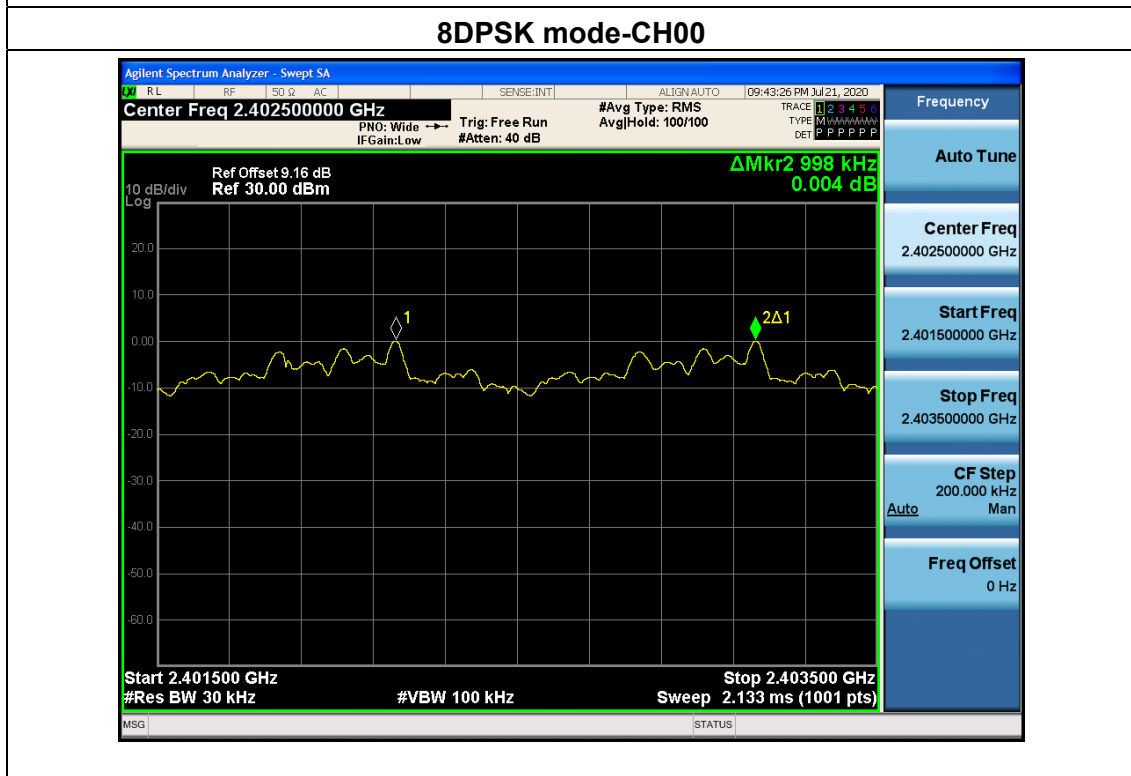 8DPSK mode-CH00
Agilent Spectrum Analyzer - Swept SA
LXI RL RF 50 Ω AC SENSE:INT ALIGN AUTO 09:43:26 PM Jul 21, 2020
Center Freq 2.402500000 GHz
PNO: Wide
IFGain:Low
Trig: Free Run
#Atten: 40 dB
#Avg Type: RMS
Avg|Hold: 100/100
TRACE 1 2 3 4 5 6
TYPE M WWWWW
DET P P P P P P
Frequency
Ref Offset 9.16 dB
10 dB/div Ref 30.00 dBm
Log
ΔMkr2 998 kHz
0.004 dB
20.0
10.0
0.00
-10.0
-20.0
-30.0
-40.0
-50.0
-60.0
1
2Δ1
Start 2.401500 GHz
#Res BW 30 kHz
#VBW 100 kHz
Stop 2.403500 GHz
Sweep 2.133 ms (1001 pts)
Auto Tune
Center Freq
2.402500000 GHz
Start Freq
2.401500000 GHz
Stop Freq
2.403500000 GHz
CF Step
200.000 kHz
Auto Man
Freq Offset
0 Hz
MSG STATUS